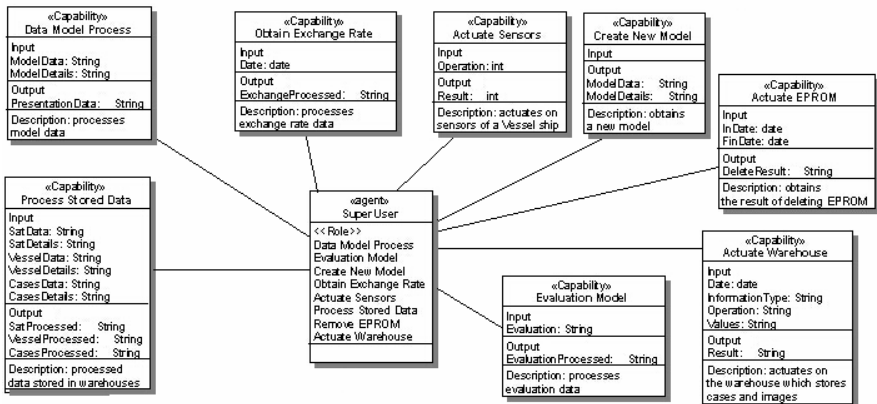 «Capability»
Data Model Process
Input
ModelData: String
ModelDetails: String
Output
PresentationData: String
Description: processes
model data
«Capability»
Obtain Exchange Rate
Input
Date: date
Output
ExchangeProcessed: String
Description: processes
exchange rate data
«Capability»
Actuate Sensors
Input
Operation: int
Output
Result: int
Description: actuates on
sensors of a Vessel ship
«Capability»
Create New Model
Input
Output
ModelData: String
ModelDetails: String
Description: obtains
a new model
«Capability»
Actuate EPROM
Input
InDate: date
FinDate: date
Output
DeleteResult: String
Description: obtains
the result of deleting EPROM
«Capability»
Process Stored Data
Input
SatData: String
SatDetails: String
VesselData: String
VesselDetails: String
CasesData: String
CasesDetails: String
Output
SatProcessed: String
VesselProcessed: String
CasesProcessed: String
Description: processed
data stored in warehouses
«agent»
SuperUser
<<Role>>
Data Model Process
Evaluation Model
Create New Model
Obtain Exchange Rate
Actuate Sensors
Process Stored Data
Remove EPROM
Actuate Warehouse
«Capability»
Evaluation Model
Input
Evaluation: String
Output
EvaluationProcessed: String
Description: processes
evaluation data
«Capability»
Actuate Warehouse
Input
Date: date
InformationType: String
Operation: String
Values: String
Output
Result: String
Description: actuates on
the warehouse which stores
cases and images